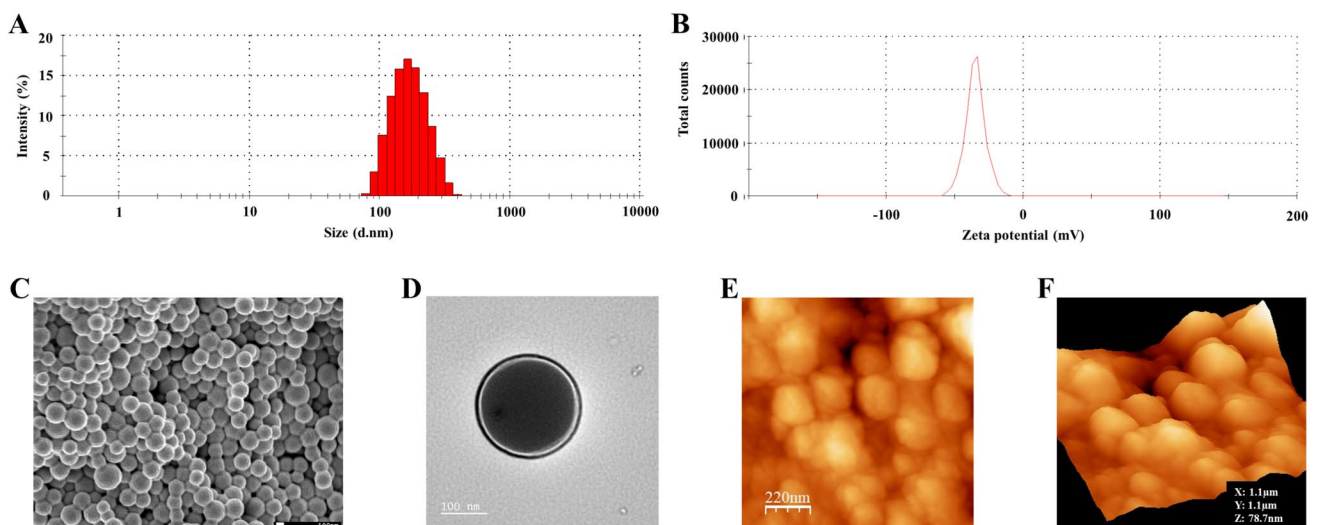 A
20
15
10
5
0
Intensity (%)
1
10
100
1000
10000
Size (d.nm)
B
30000
20000
10000
0
Total counts
-100
0
100
200
Zeta potential (mV)
C
D
100 nm
E
220nm
F
X: 1.1µm
Y: 1.1µm
Z: 78.7nm